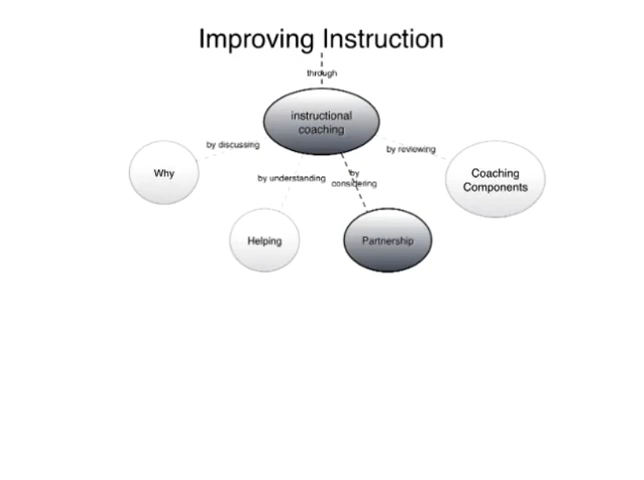 Improving Instruction
through
instructional
coaching
by discussing
by reviewing
Why
by understanding
by
considering
Coaching
Components
Helping
Partnership